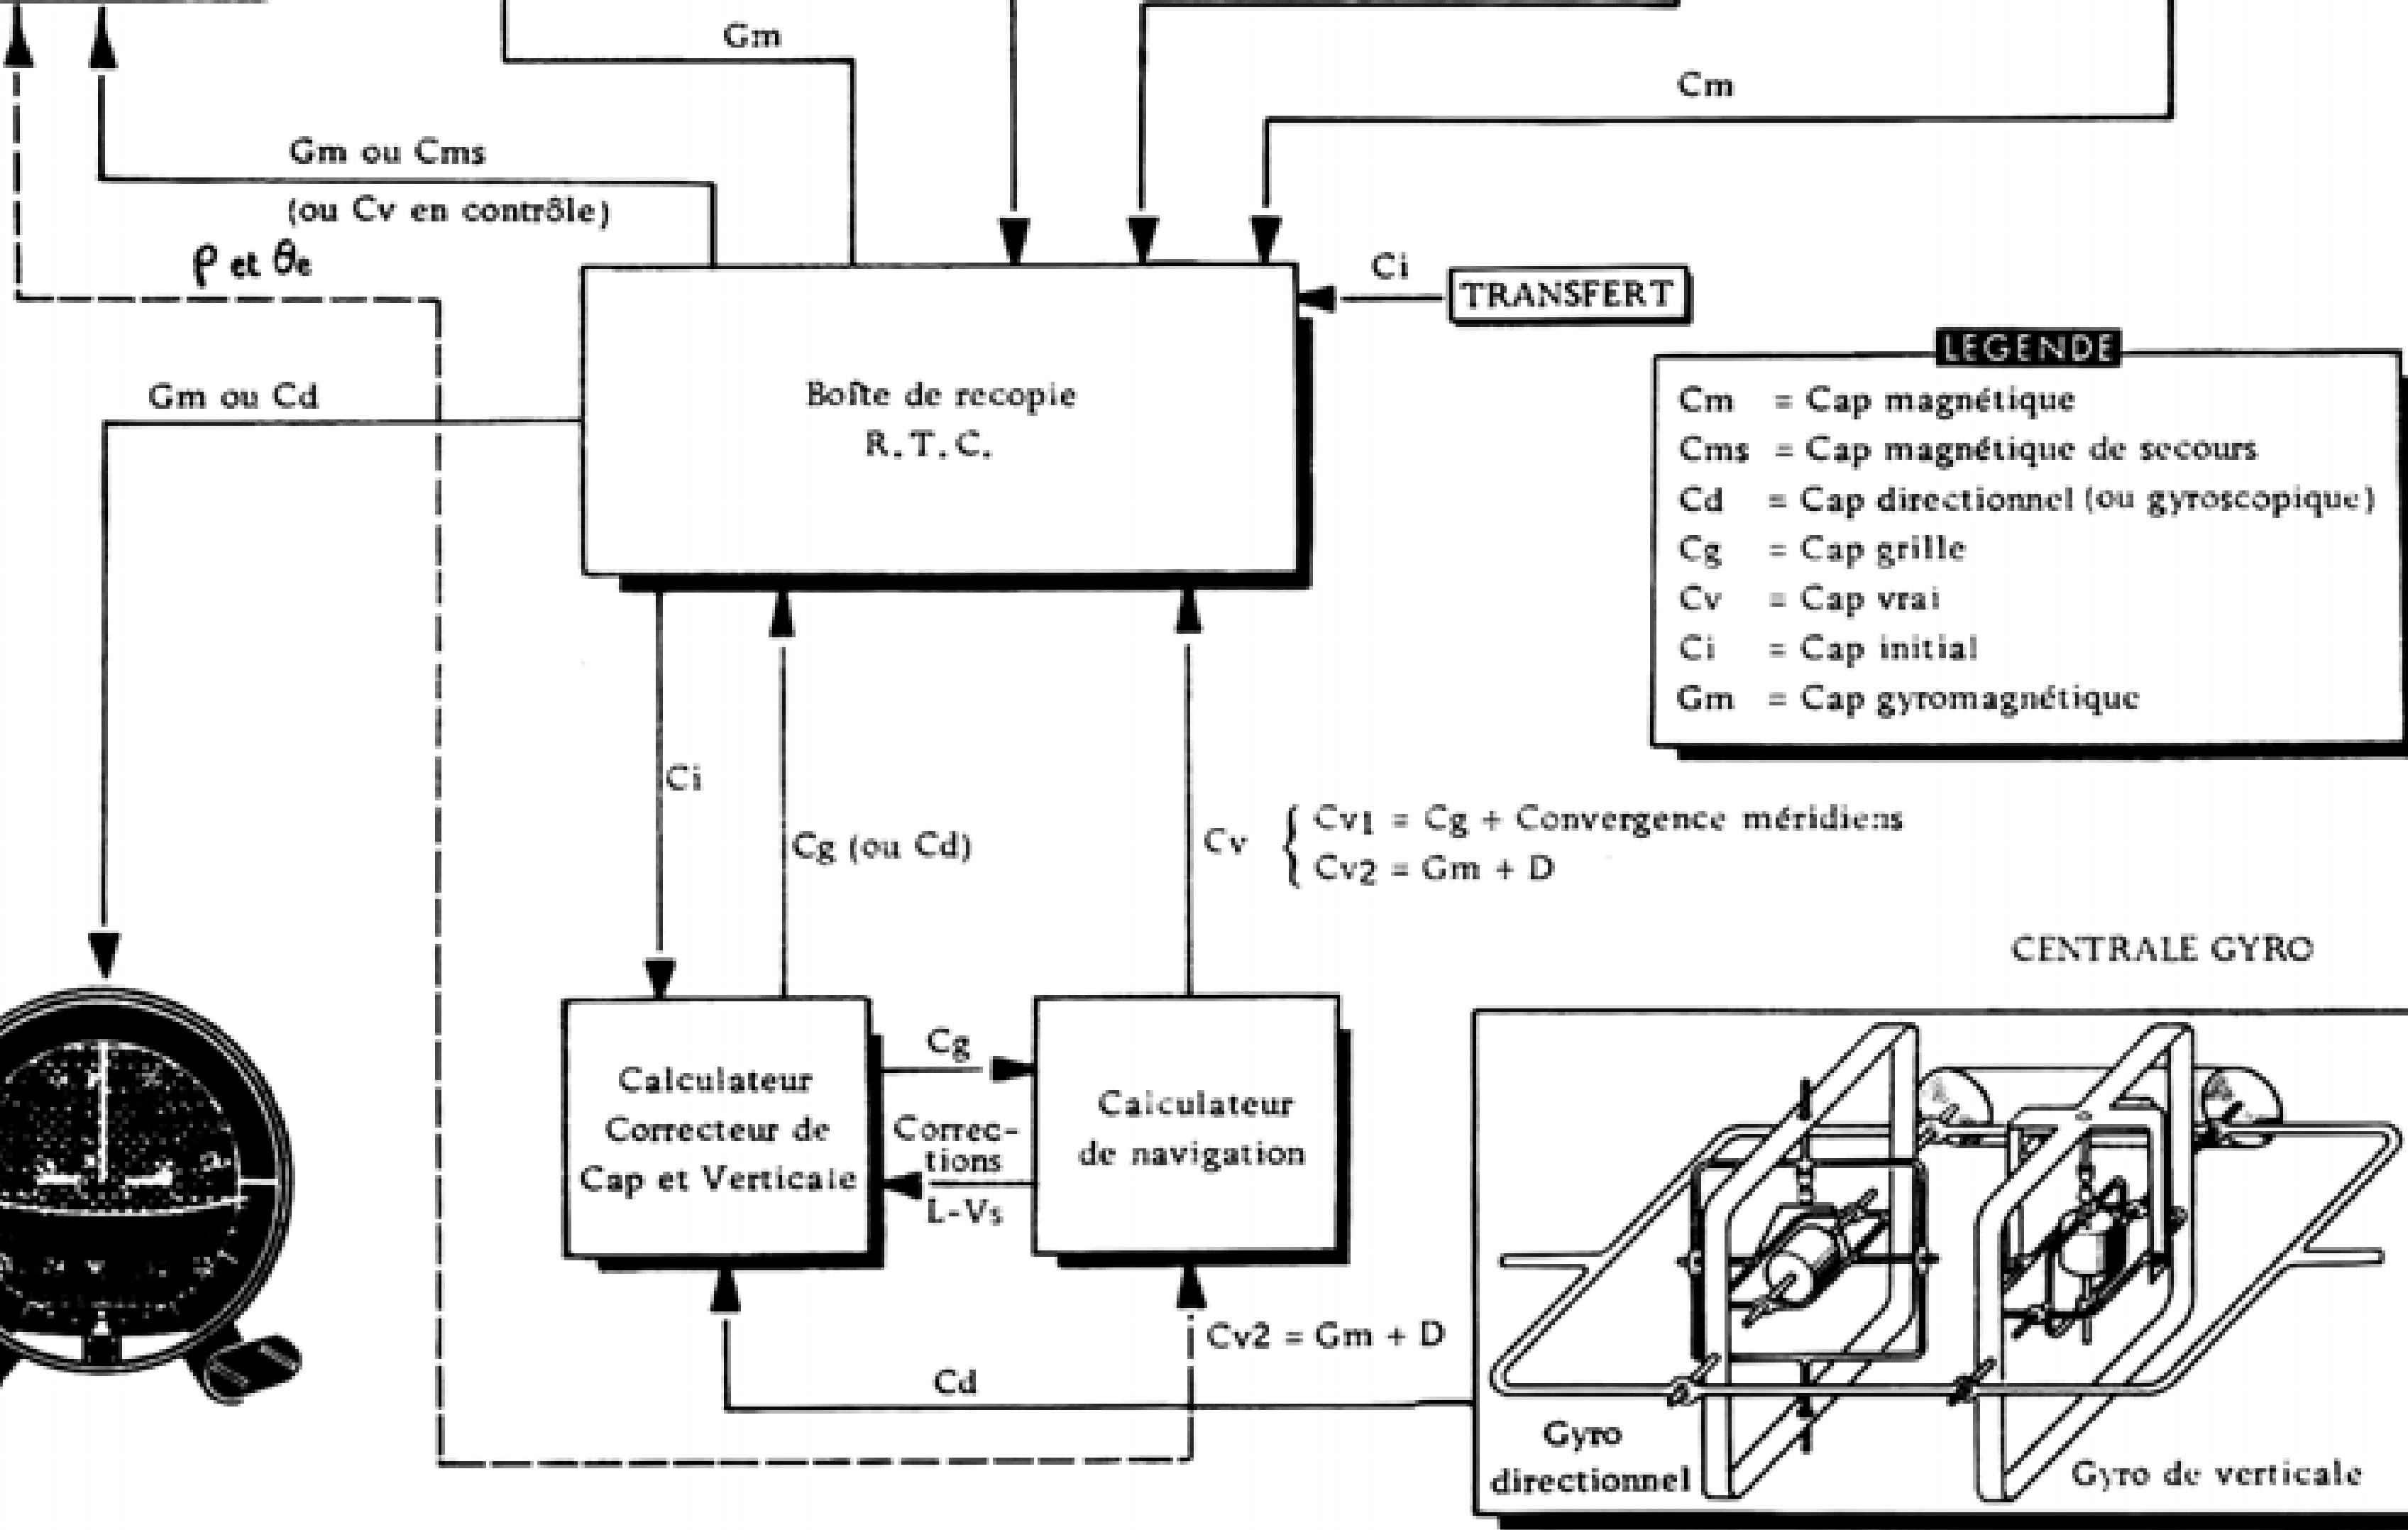 Gm
Cm
Gm ou Cms
(ou Cv en contrôle)
ρ et θe
Ci
TRANSFERT
Gm ou Cd
Boîte de recopie
R.T.C.
LEGENDE
Cm = Cap magnétique
Cms = Cap magnétique de secours
Cd = Cap directionnel (ou gyroscopique)
Cg = Cap grille
Cv = Cap vrai
Ci = Cap initial
Gm = Cap gyromagnétique
Ci
Cg (ou Cd)
Cv { Cv1 = Cg + Convergence méridiens
Cv2 = Gm + D
CENTRALE GYRO
Calculateur
Correcteur de
Cap et Verticale
Cg
Correc-
tions
L-Vs
Calculateur
de navigation
Cv2 = Gm + D
Cd
Gyro
directionnel
Gyro de verticale